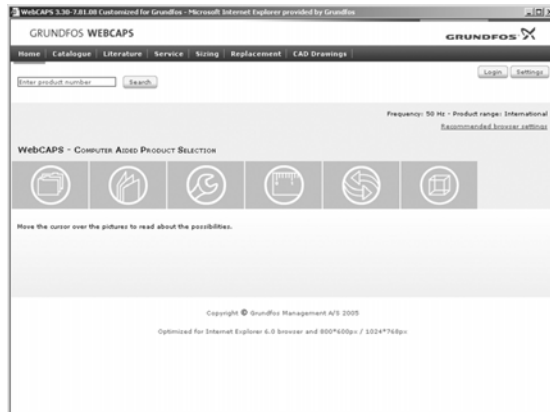 WebCAPS 3.30-7.01.08 Customized for Grundfos - Microsoft Internet Explorer provided by Grundfos
GRUNDFOS WEBCAPS
GRUNDFOS
Home Catalogue Literature Service Sizing Replacement CAD Drawings
Login Settings
Enter product number Search
Frequency: 50 Hz - Product range: International
Recommended browser settings
WebCAPS - Computer Aided Product Selection
Move the cursor over the pictures to read about the possibilities.
Copyright © Grundfos Management A/S 2005
Optimized for Internet Explorer 6.0 browser and 800*600px / 1024*768px